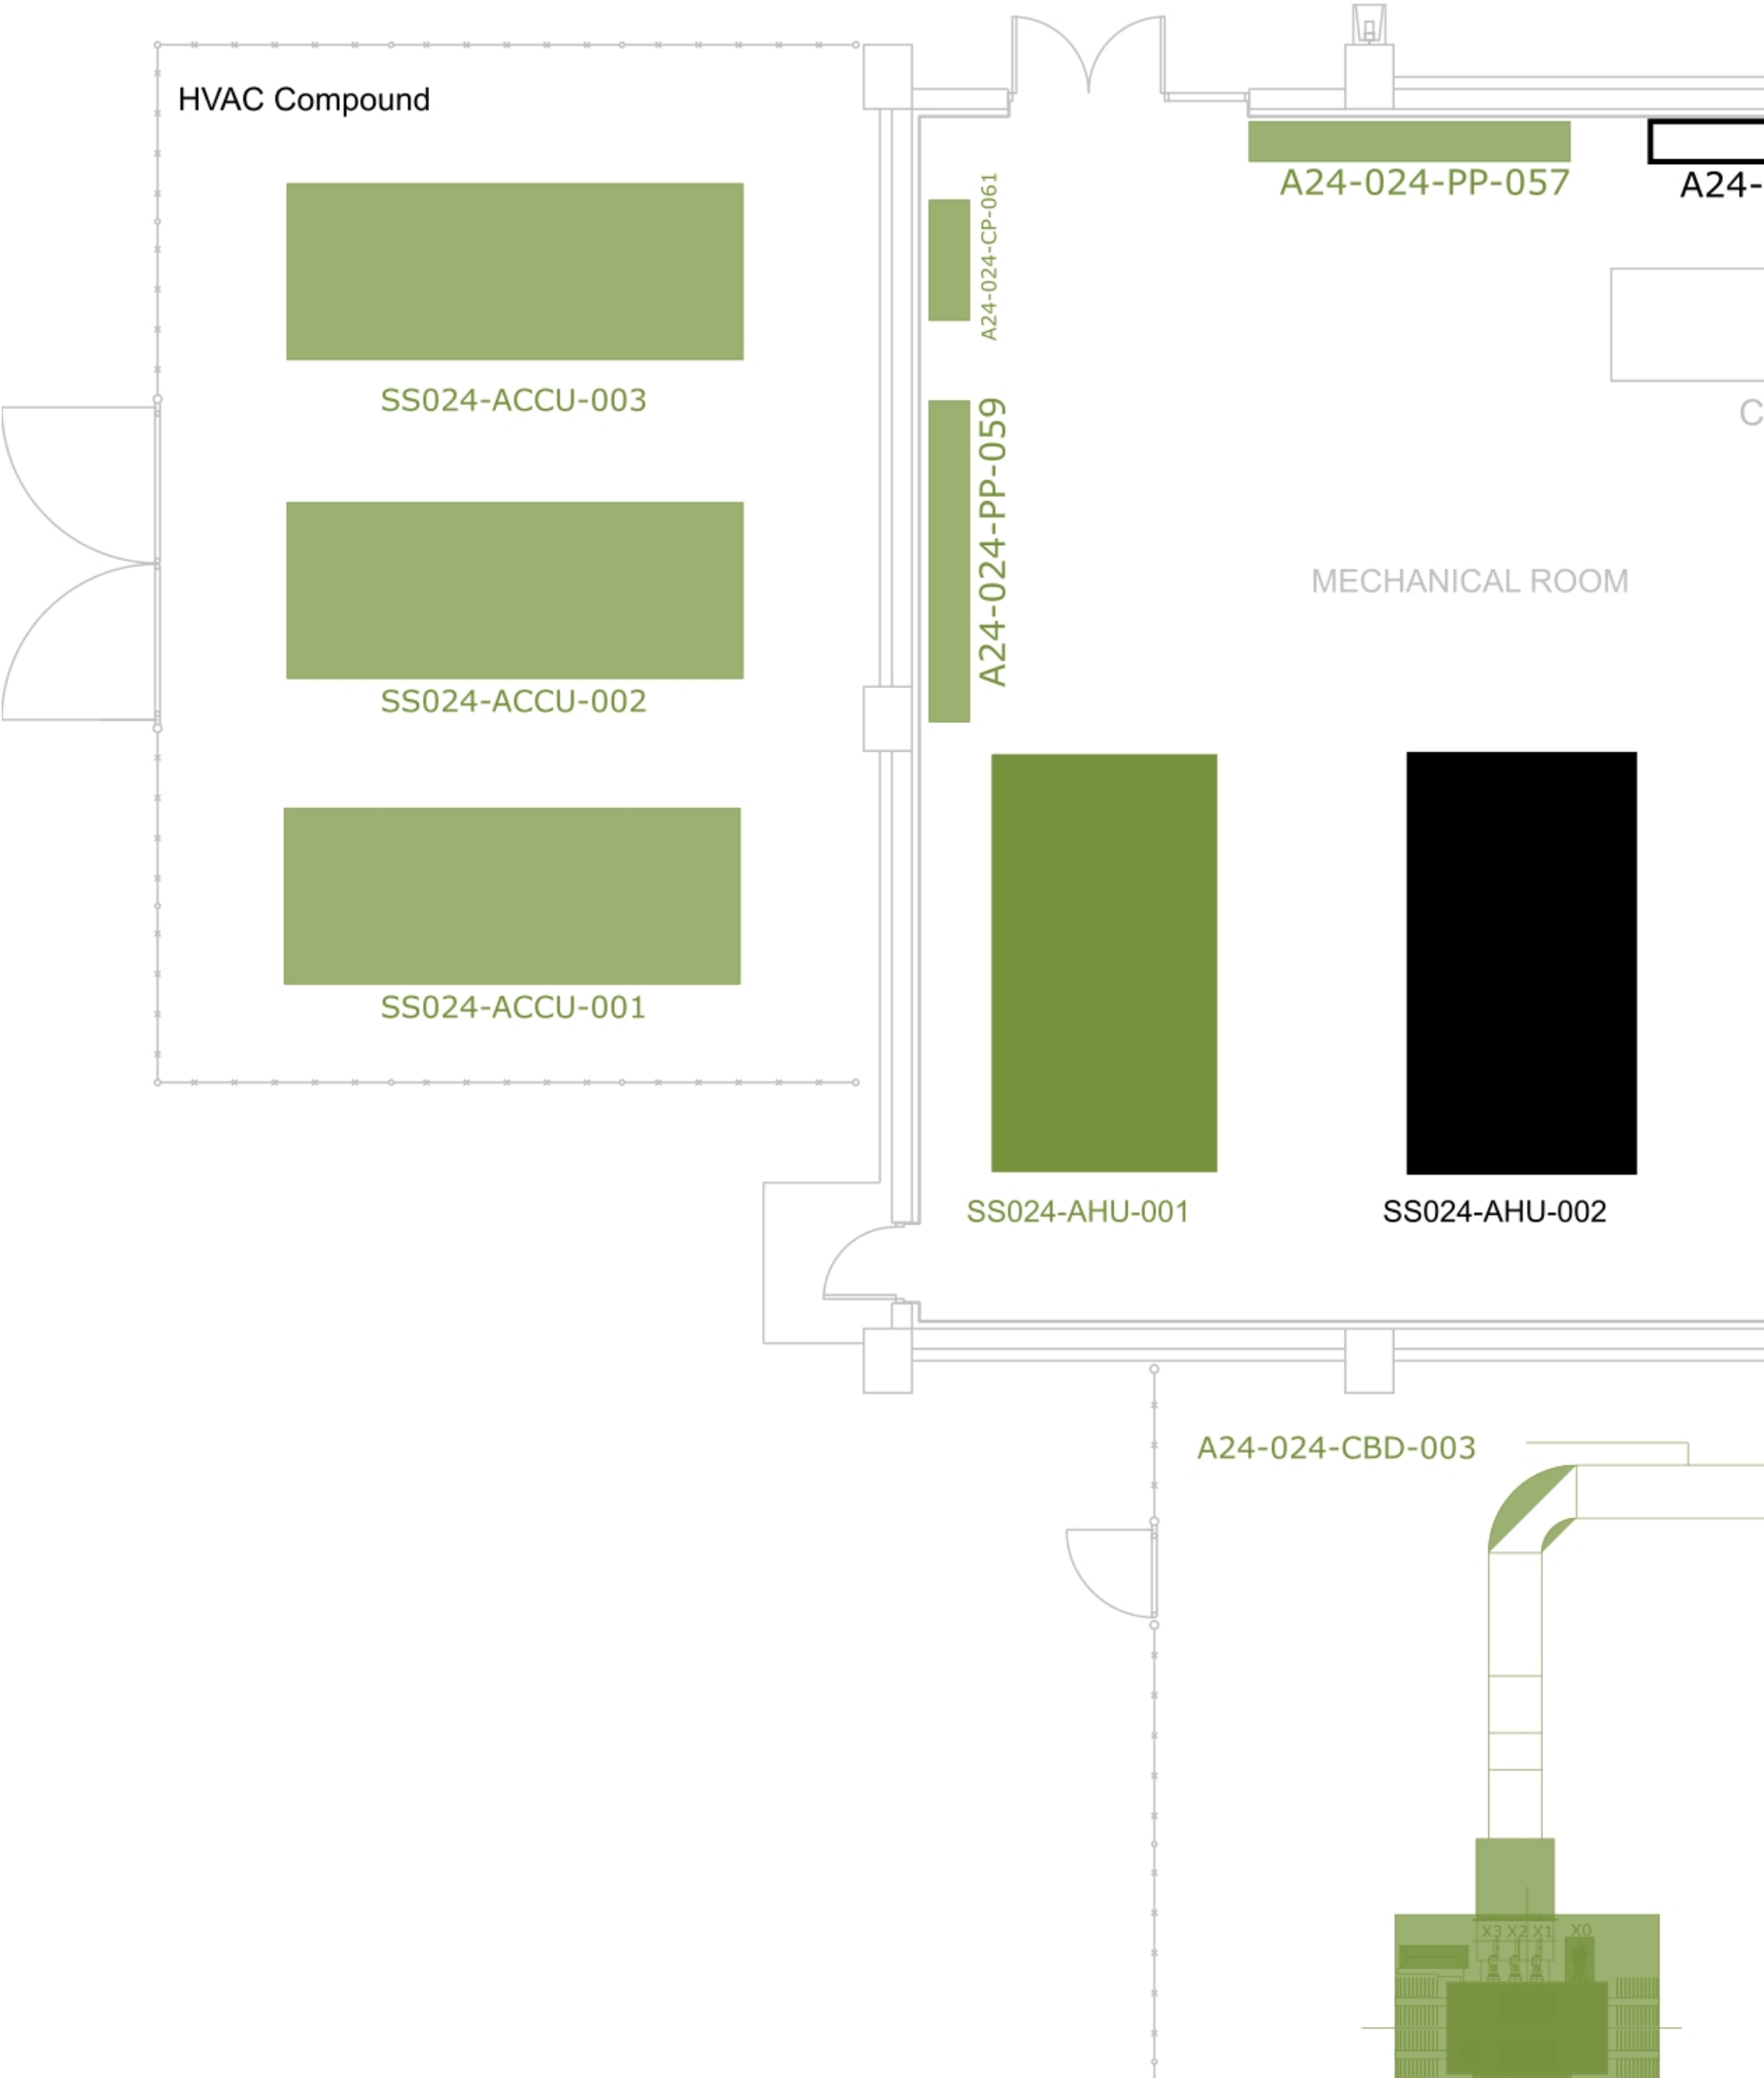 HVAC Compound
A24-024-PP-057
A24-
A24-024-CP-061
SS024-ACCU-003
C
A24-024-PP-059
MECHANICAL ROOM
SS024-ACCU-002
SS024-ACCU-001
SS024-AHU-001
SS024-AHU-002
A24-024-CBD-003
X3 X2 X1 X0